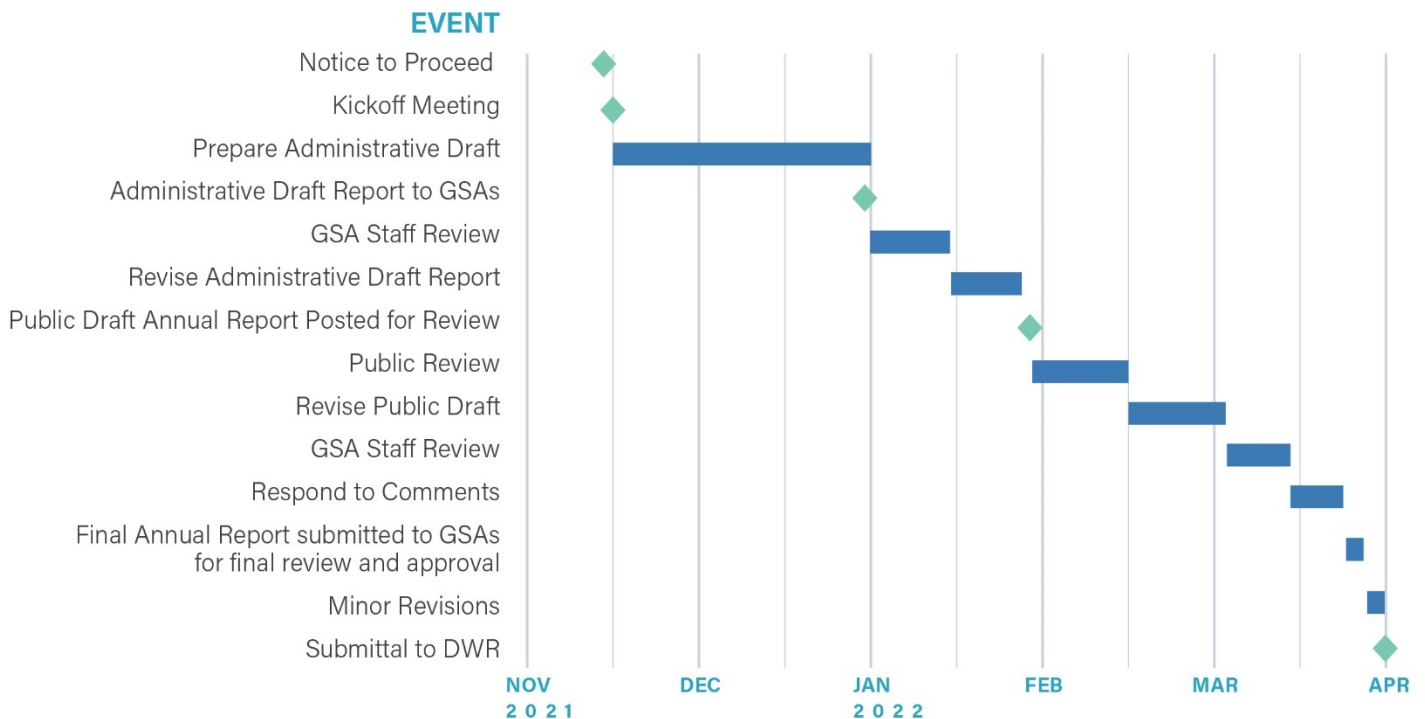 EVENT
Notice to Proceed
Kickoff Meeting
Prepare Administrative Draft
Administrative Draft Report to GSAs
GSA Staff Review
Revise Administrative Draft Report
Public Draft Annual Report Posted for Review
Public Review
Revise Public Draft
GSA Staff Review
Respond to Comments
Final Annual Report submitted to GSAs
for final review and approval
Minor Revisions
Submittal to DWR
NOV DEC JAN FEB MAR APR
2021 2022